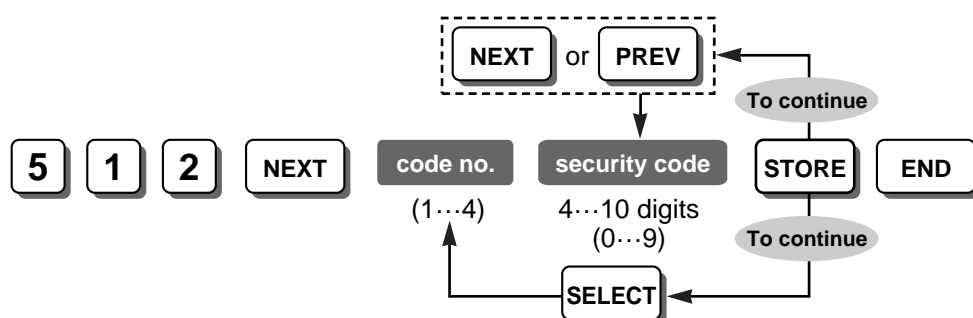 NEXT or PREV
To continue
5 1 2 NEXT code no. security code STORE END
(1···4) 4···10 digits
(0···9)
To continue
SELECT